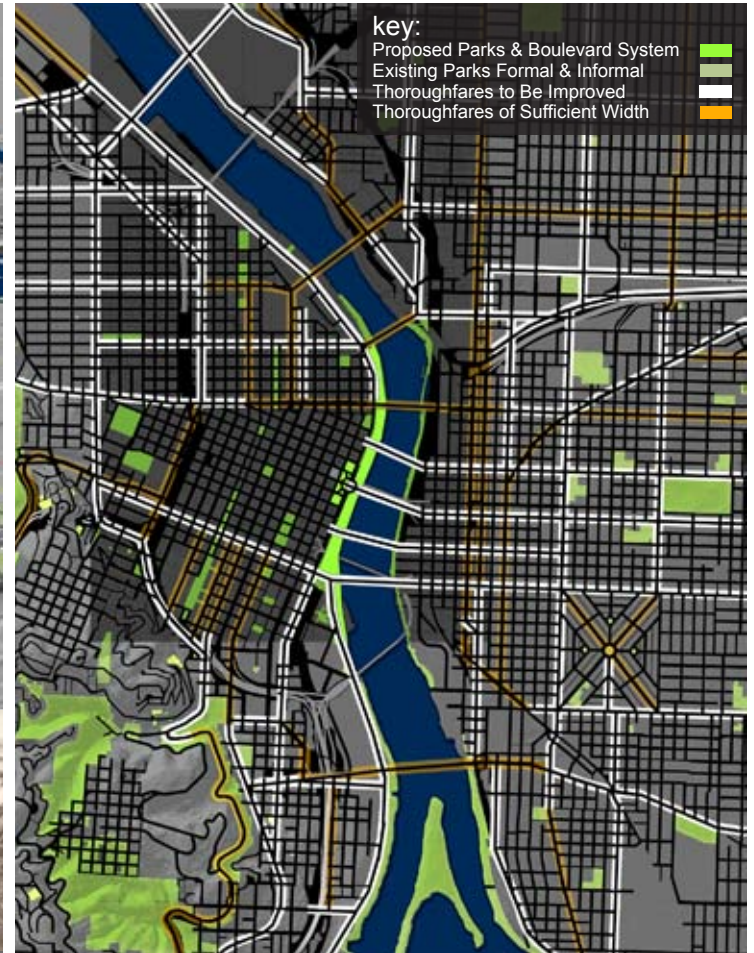 key:
Proposed Parks & Boulevard System
Existing Parks Formal & Informal
Thoroughfares to Be Improved
Thoroughfares of Sufficient Width